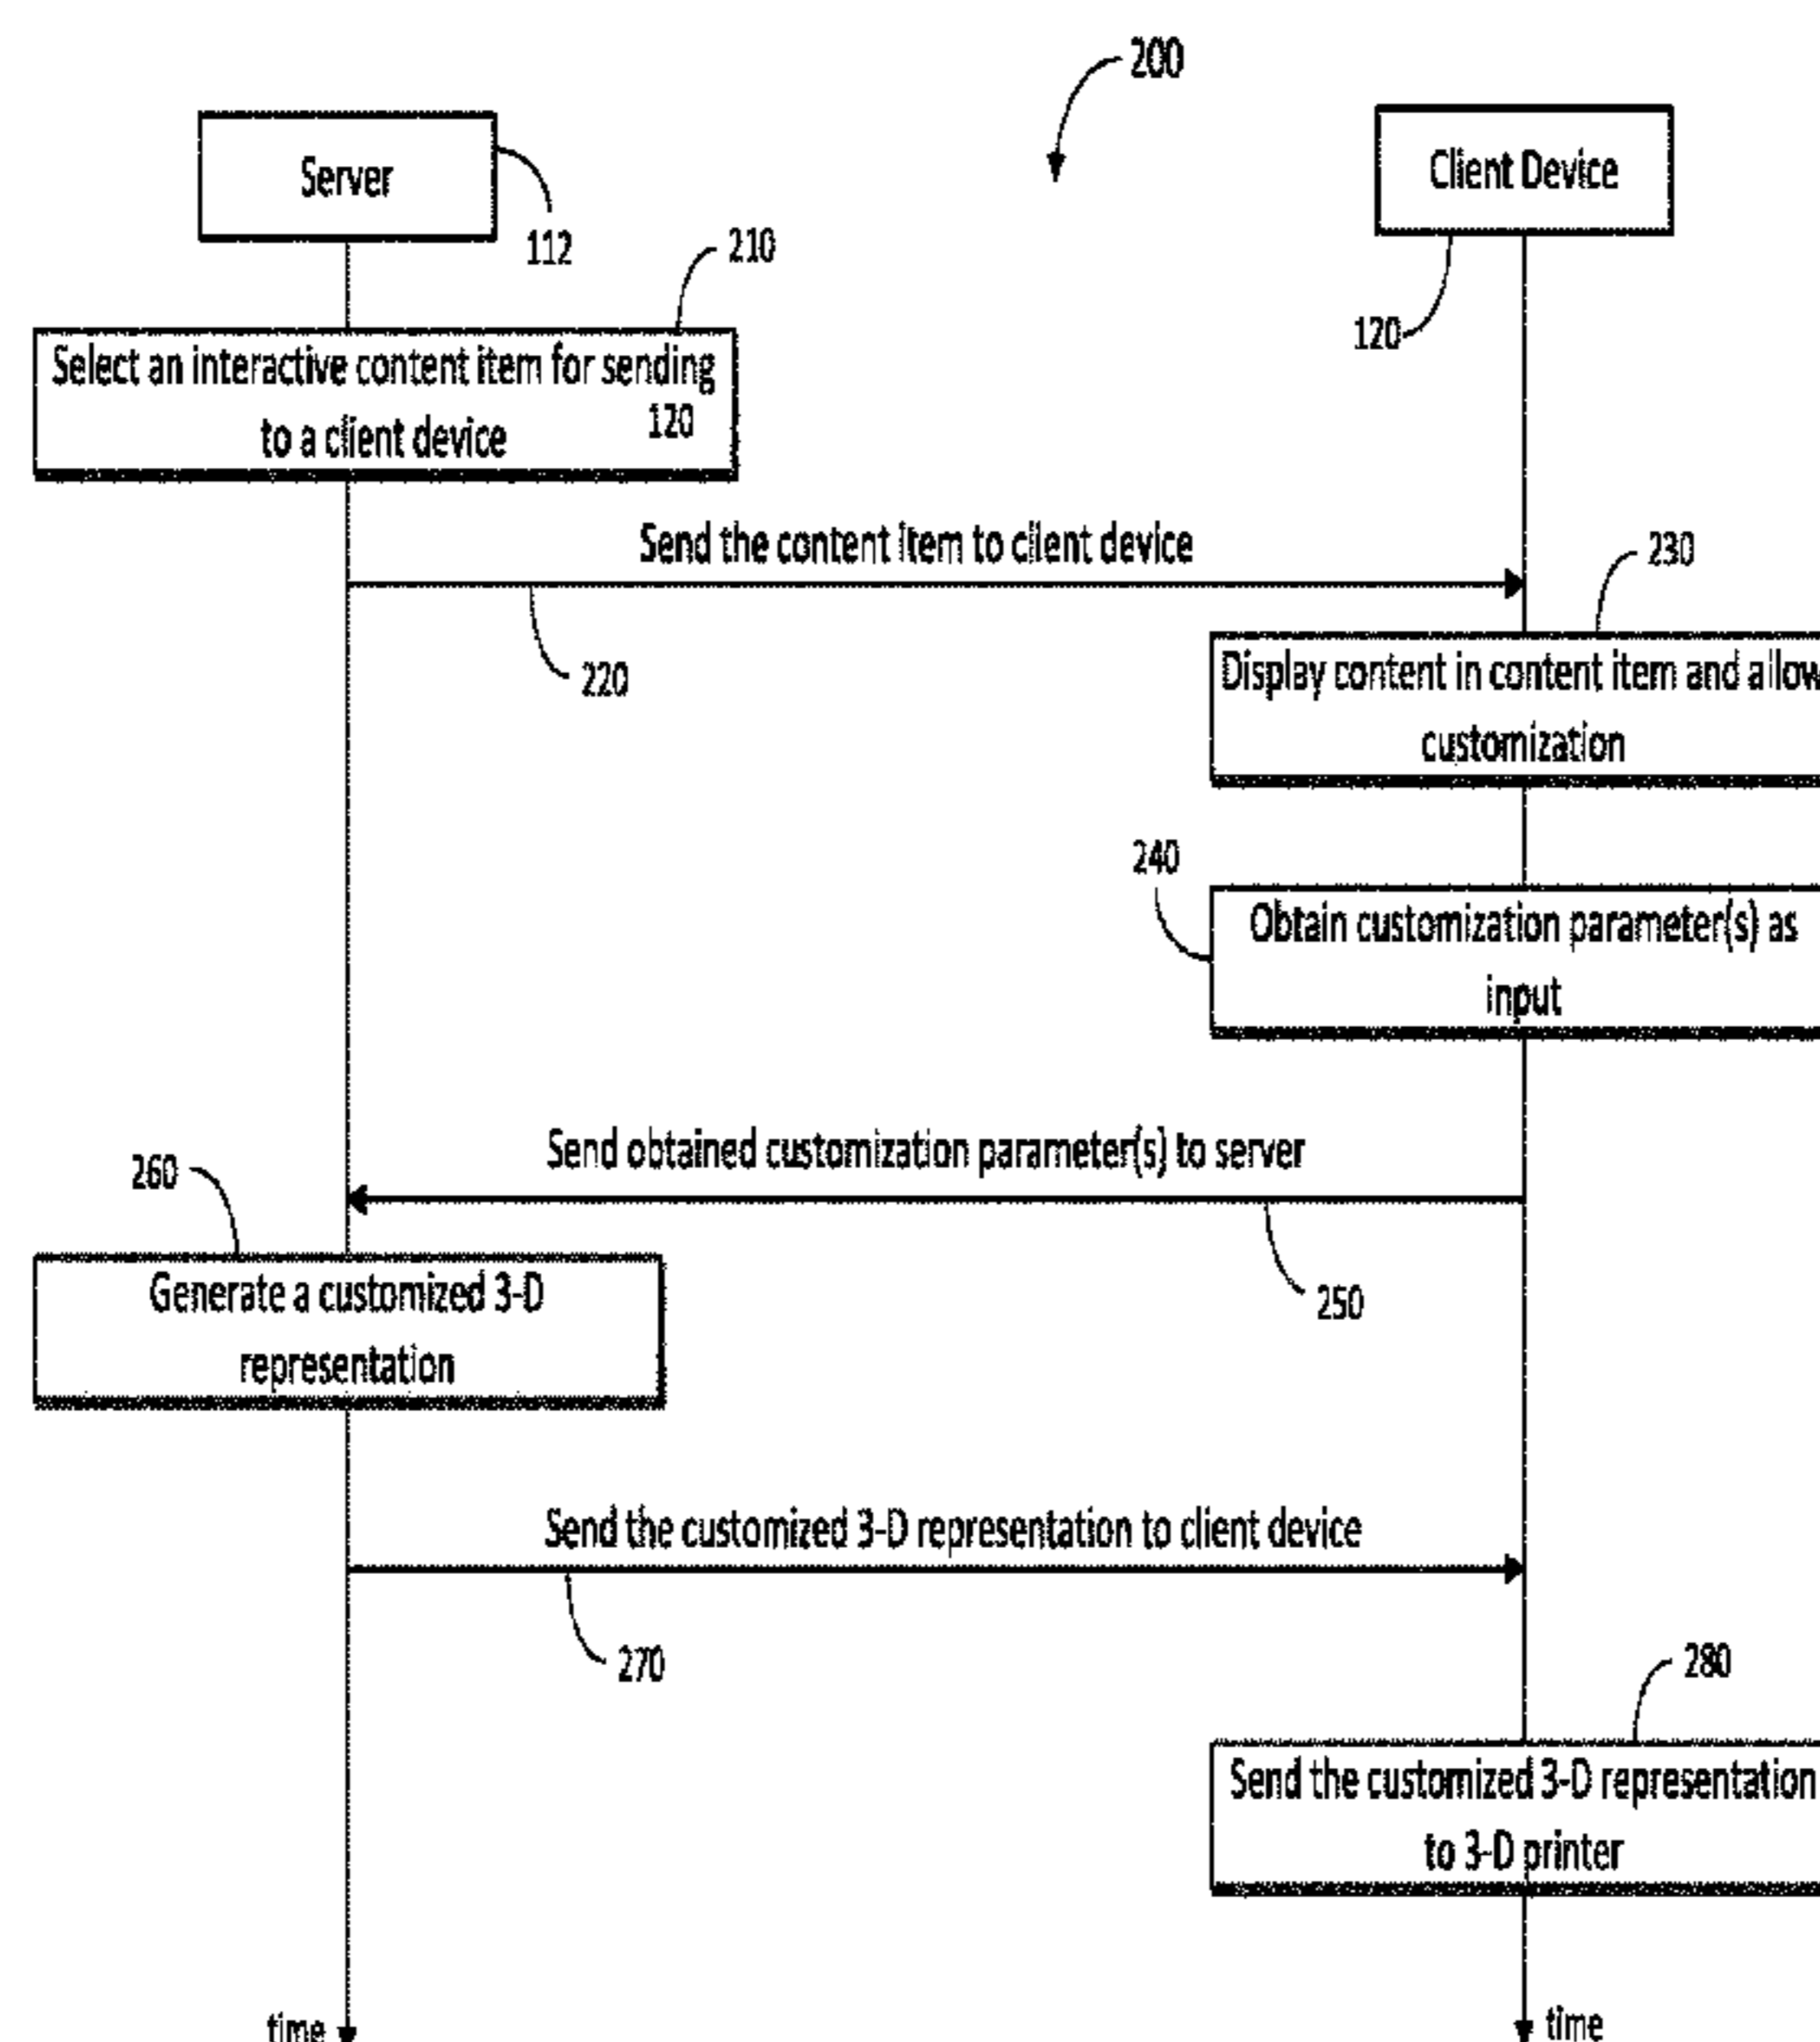 200
Server
Client Device
112
210
120
Select an interactive content item for sending
to a client device 120
Send the content item to client device
230
220
Display content in content item and allow
customization
240
Obtain customization parameter(s) as
input
Send obtained customization parameter(s) to server
260
250
Generate a customized 3-D
representation
Send the customized 3-D representation to client device
270
280
Send the customized 3-D representation
to 3-D printer
time
time